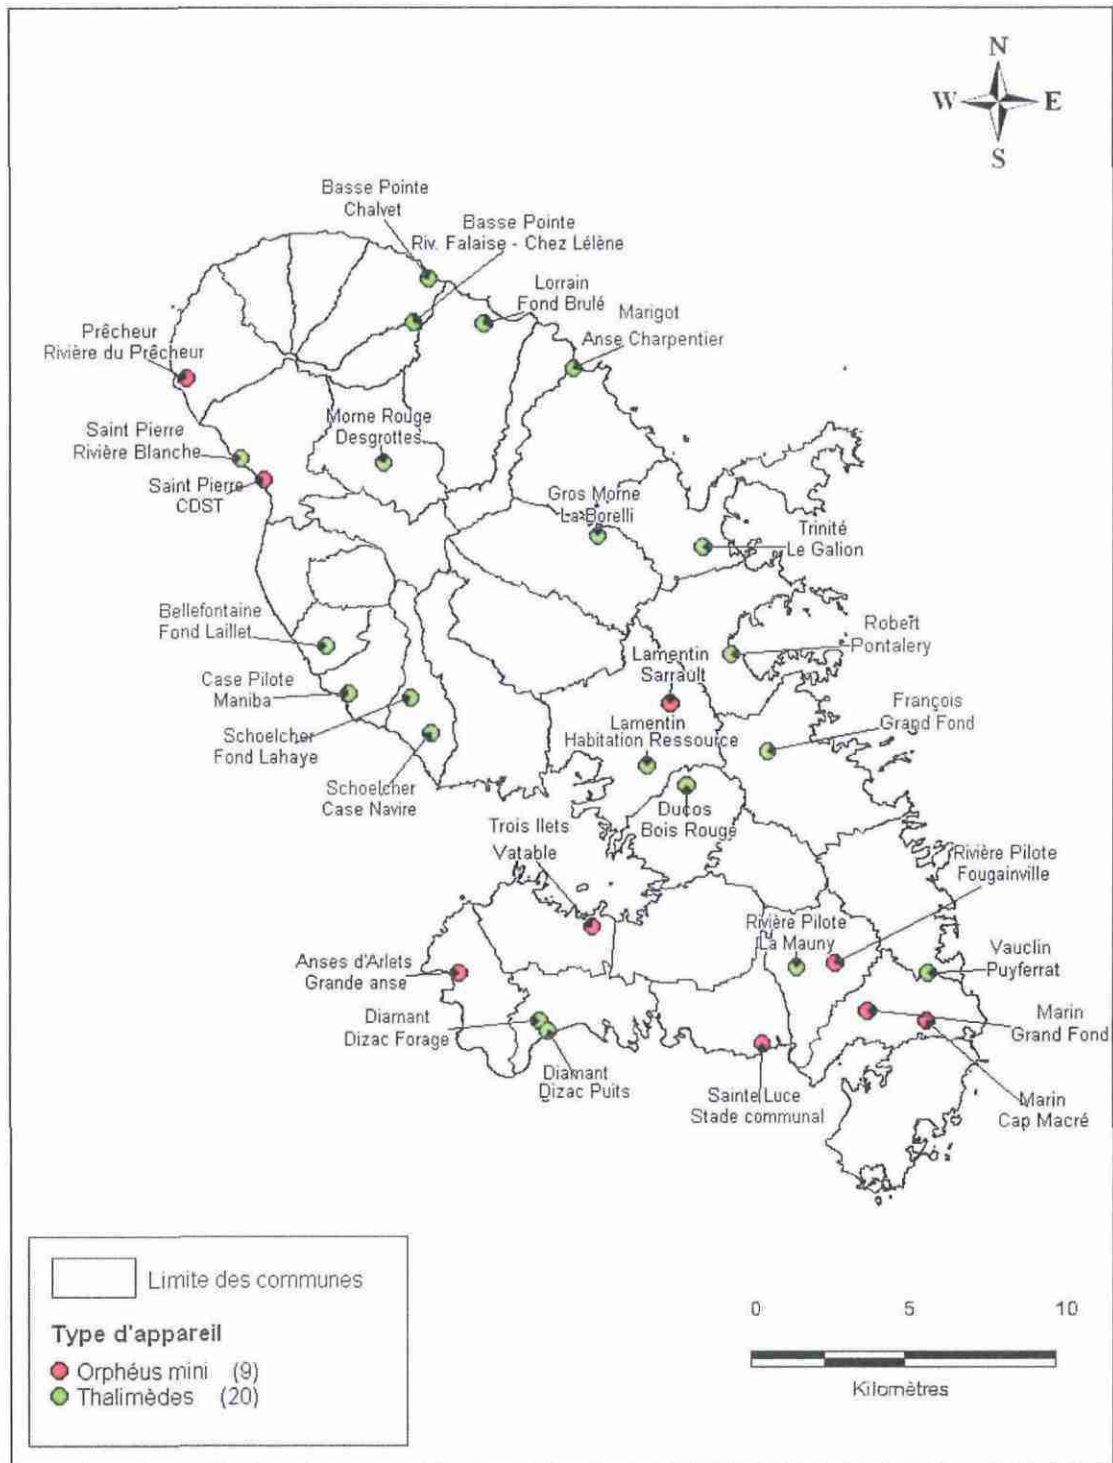 N
W E
S
Basse Pointe
Chalvet
Basse Pointe
Riv. Falaise - Chez Lélène
Lorrain
Fond Brulé
Marigot
Anse Charpentier
Prêcheur
Rivière du Prêcheur
Morne Rouge
Desgrottes
Saint Pierre
Rivière Blanche
Saint Pierre
CDST
Gros Morne
La Borelli
Trinité
Le Galion
Bellefontaine
Fond Laillet
Robert
Pontalery
Lamentin
Sarrault
Case Pilote
Maniba
François
Grand Fond
Lamentin
Habitation Ressource
Schoelcher
Fond Lahaye
Schoelcher
Case Navire
Ducos
Bois Rouge
Trois Ilets
Vatable
Rivière Pilote
Fougainville
Rivière Pilote
La Mauny
Vauclin
Puyferrat
Anses d'Arlets
Grande anse
Diamant
Dizac Forage
Marin
Grand Fond
Diamant
Dizac Puits
Sainte Luce
Stade communal
Marin
Cap Macré
Limite des communes
Type d'appareil
Orphéus mini (9)
Thalimèdes (20)
0 5 10
Kilomètres